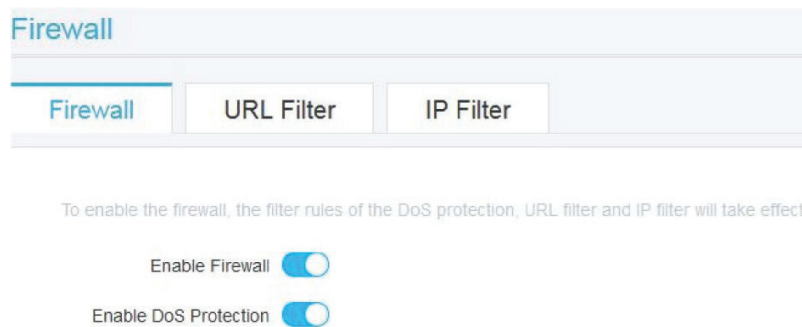 Firewall
Firewall URL Filter IP Filter
To enable the firewall, the filter rules of the DoS protection, URL filter and IP filter will take effect
Enable Firewall
Enable DoS Protection